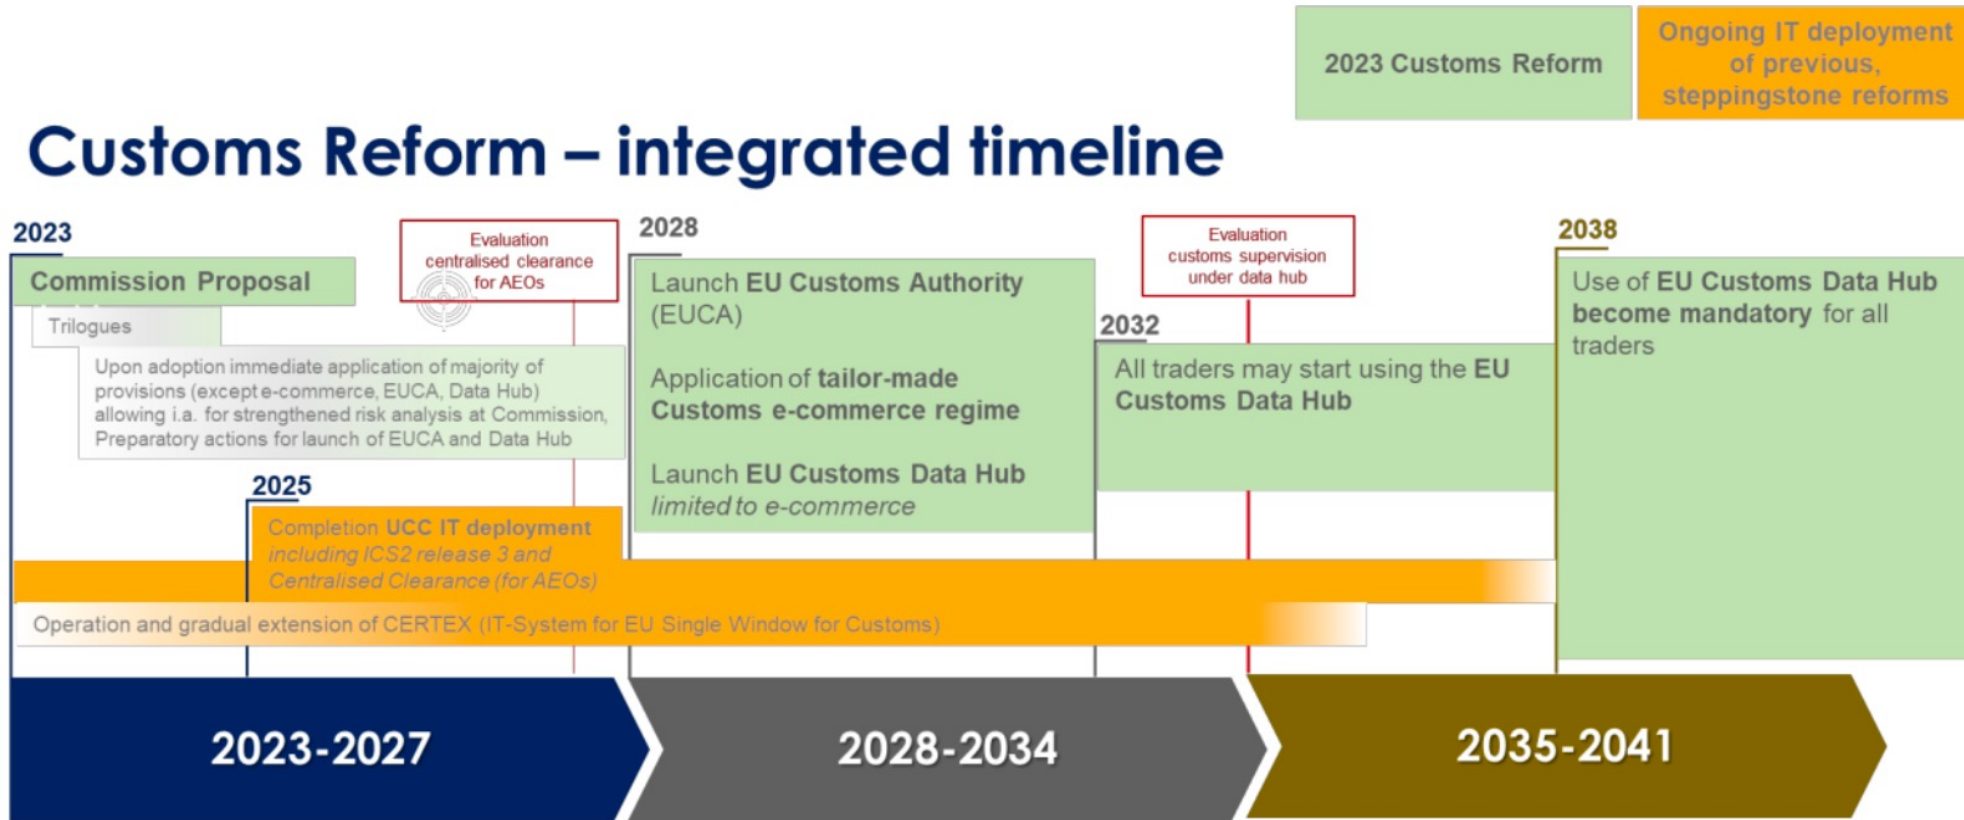 2023 Customs Reform
Ongoing IT deployment
of previous,
steppingstone reforms
Customs Reform – integrated timeline
2023
Commission Proposal
Trilogues
Upon adoption immediate application of majority of
provisions (except e-commerce, EUCA, Data Hub)
allowing i.a. for strengthened risk analysis at Commission,
Preparatory actions for launch of EUCA and Data Hub
Evaluation
centralised clearance
for AEOs
2025
Completion UCC IT deployment
including ICS2 release 3 and
Centralised Clearance (for AEOs)
Operation and gradual extension of CERTEX (IT-System for EU Single Window for Customs)
2028
Launch EU Customs Authority
(EUCA)
Application of tailor-made
Customs e-commerce regime
Launch EU Customs Data Hub
limited to e-commerce
2032
All traders may start using the EU
Customs Data Hub
Evaluation
customs supervision
under data hub
2038
Use of EU Customs Data Hub
become mandatory for all
traders
2023-2027
2028-2034
2035-2041